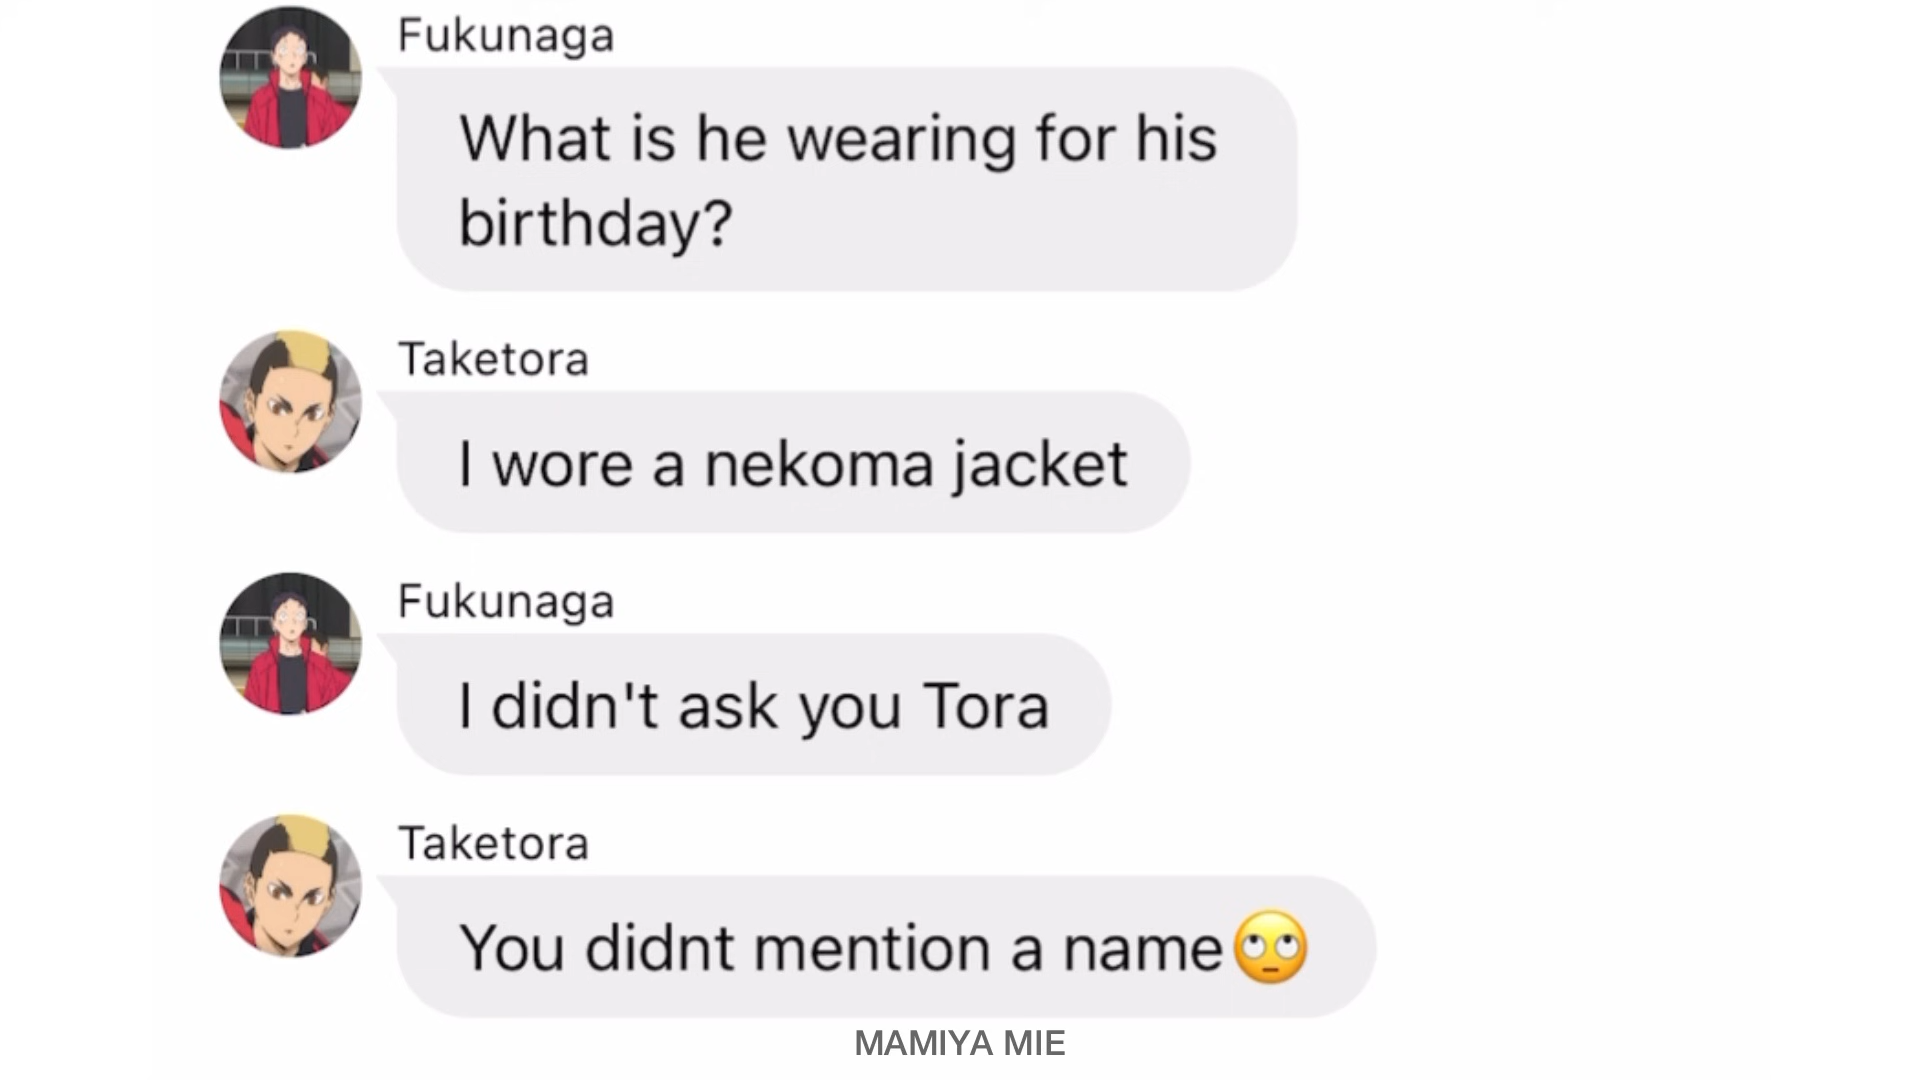 Fukunaga
What is he wearing for his
birthday?
Taketora
I wore a nekoma jacket
Fukunaga
I didn't ask you Tora
Taketora
You didnt mention a name🙄
MAMIYA MIE